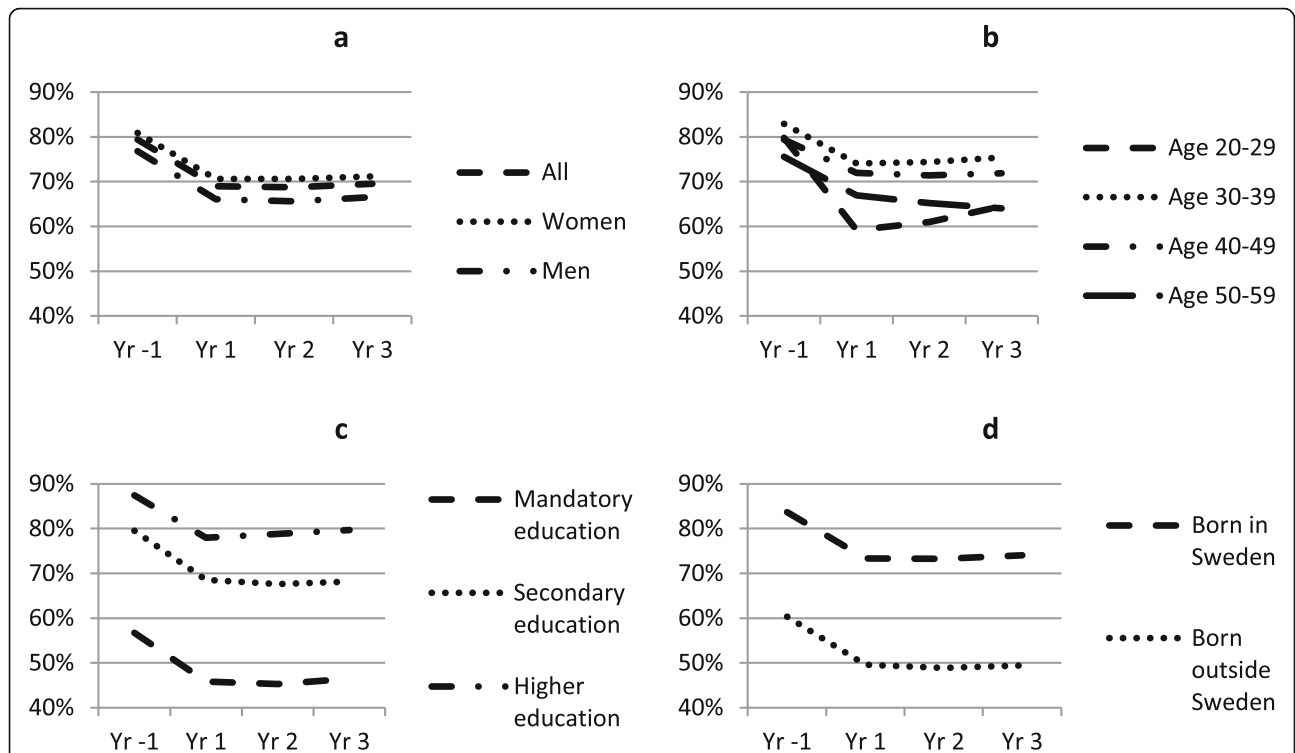 a
90%
80%
70%
60%
50%
40%
Yr -1 Yr 1 Yr 2 Yr 3
All
Women
Men
b
90%
80%
70%
60%
50%
40%
Yr -1 Yr 1 Yr 2 Yr 3
Age 20-29
Age 30-39
Age 40-49
Age 50-59
c
90%
80%
70%
60%
50%
40%
Yr -1 Yr 1 Yr 2 Yr 3
Mandatory
education
Secondary
education
Higher
education
d
90%
80%
70%
60%
50%
40%
Yr -1 Yr 1 Yr 2 Yr 3
Born in
Sweden
Born
outside
Sweden